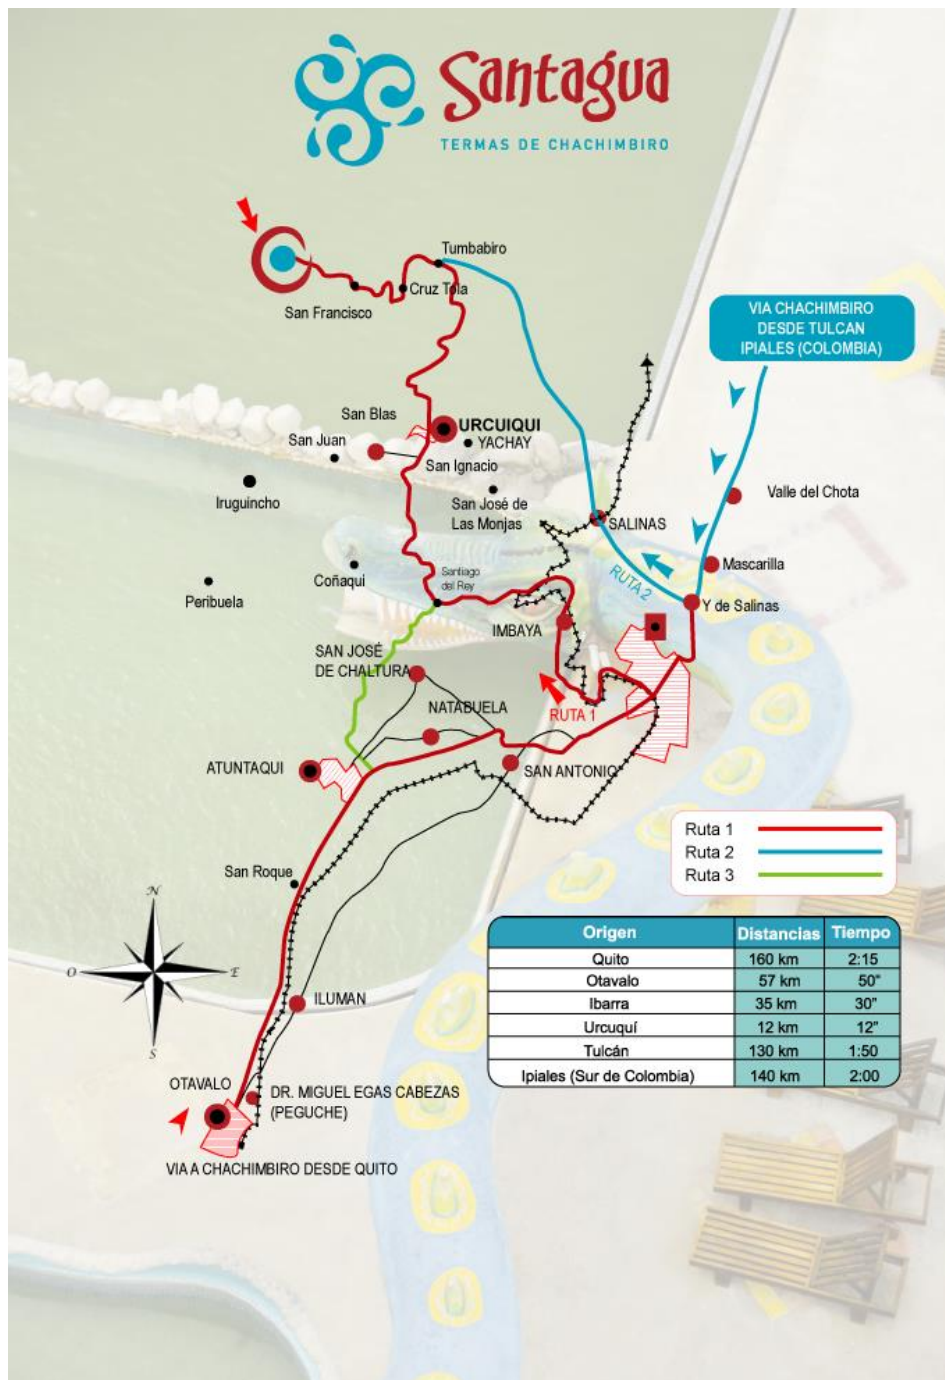 Santagua
TERMAS DE CHACHIMBIRO
Tumbabiro
Cruz Tola
San Francisco
VIA CHACHIMBIRO
DESDE TULCAN
IPIALES (COLOMBIA)
San Blas
URCUIQUI
YACHAY
San Juan
San Ignacio
Iruguincho
San José de
Las Monjas
Valle del Chota
SALINAS
Coñaqui
Santiago
del Rey
Mascarilla
RUTA 2
Peribuela
Y de Salinas
IMBAYA
SAN JOSÉ
DE CHALTURA
NATABUELA
RUTA 1
ATUNTAQUI
SAN ANTONIO
Ruta 1
Ruta 2
Ruta 3
San Roque
N
O
E
S
Origen Distancias Tiempo
Quito 160 km 2:15
Otavalo 57 km 50"
Ibarra 35 km 30"
Urcuquí 12 km 12"
Tulcán 130 km 1:50
Ipiales (Sur de Colombia) 140 km 2:00
ILUMAN
OTAVALO
DR. MIGUEL EGAS CABEZAS
(PEGUCHE)
VIA A CHACHIMBIRO DESDE QUITO